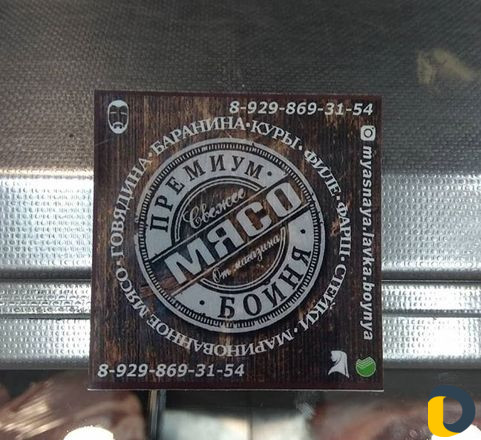 8-929-869-31-54
ГОВЯДИНА·БАРАНИНА·КУРЫ·ФИЛЕ·ФАРШ·СТЕЙКИ·МАРИНОВАННОЕ МЯСО·
ПРЕМИУМ
Свежее
МЯСО
От магазина
БОЙНЯ
myasnaya.lavka.boynya
8-929-869-31-54